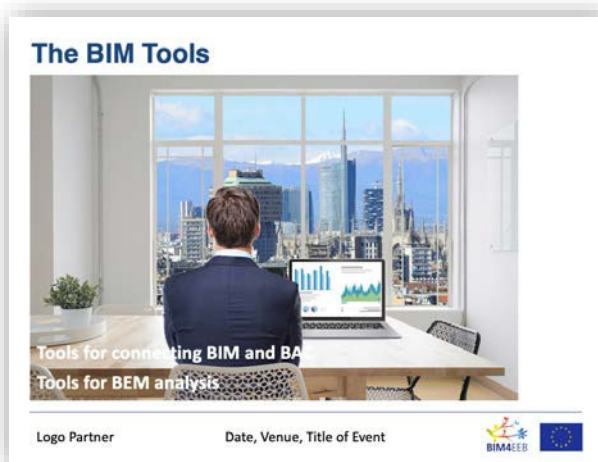 The BIM Tools
Tools for connecting BIM and BAC
Tools for BEM analysis
Logo Partner
Date, Venue, Title of Event
BIM4EEB